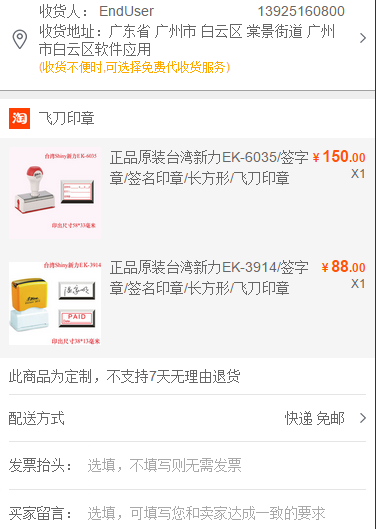 收货人： EndUser 13925160800
收货地址：广东省 广州市 白云区 棠景街道 广州
市白云区软件应用
(收货不便时,可选择免费代收货服务)
淘 飞刀印章
台湾Shiny新力EK-6035
印出尺寸58*33毫米
正品原装台湾新力EK-6035/签字
章/签名印章/长方形/飞刀印章
¥ 150.00
X1
台湾Shiny新力EK-3914
PAID
印出尺寸38*13毫米
正品原装台湾新力EK-3914/签字
章/签名印章/长方形/飞刀印章
¥ 88.00
X1
此商品为定制，不支持7天无理由退货
配送方式 快递 免邮
发票抬头： 选填，不填写则无需发票
买家留言： 选填，可填写您和卖家达成一致的要求